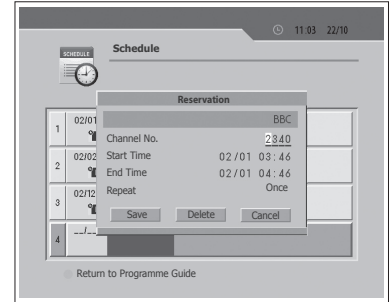 11:03 22/10
SCHEDULE
Schedule
Reservation
BBC
Channel No. 2340
Start Time 02/01 03:46
End Time 02/01 04:46
Repeat Once
Save Delete Cancel
1 02/01
2 02/02
3 02/12
4 --/--
Return to Programme Guide